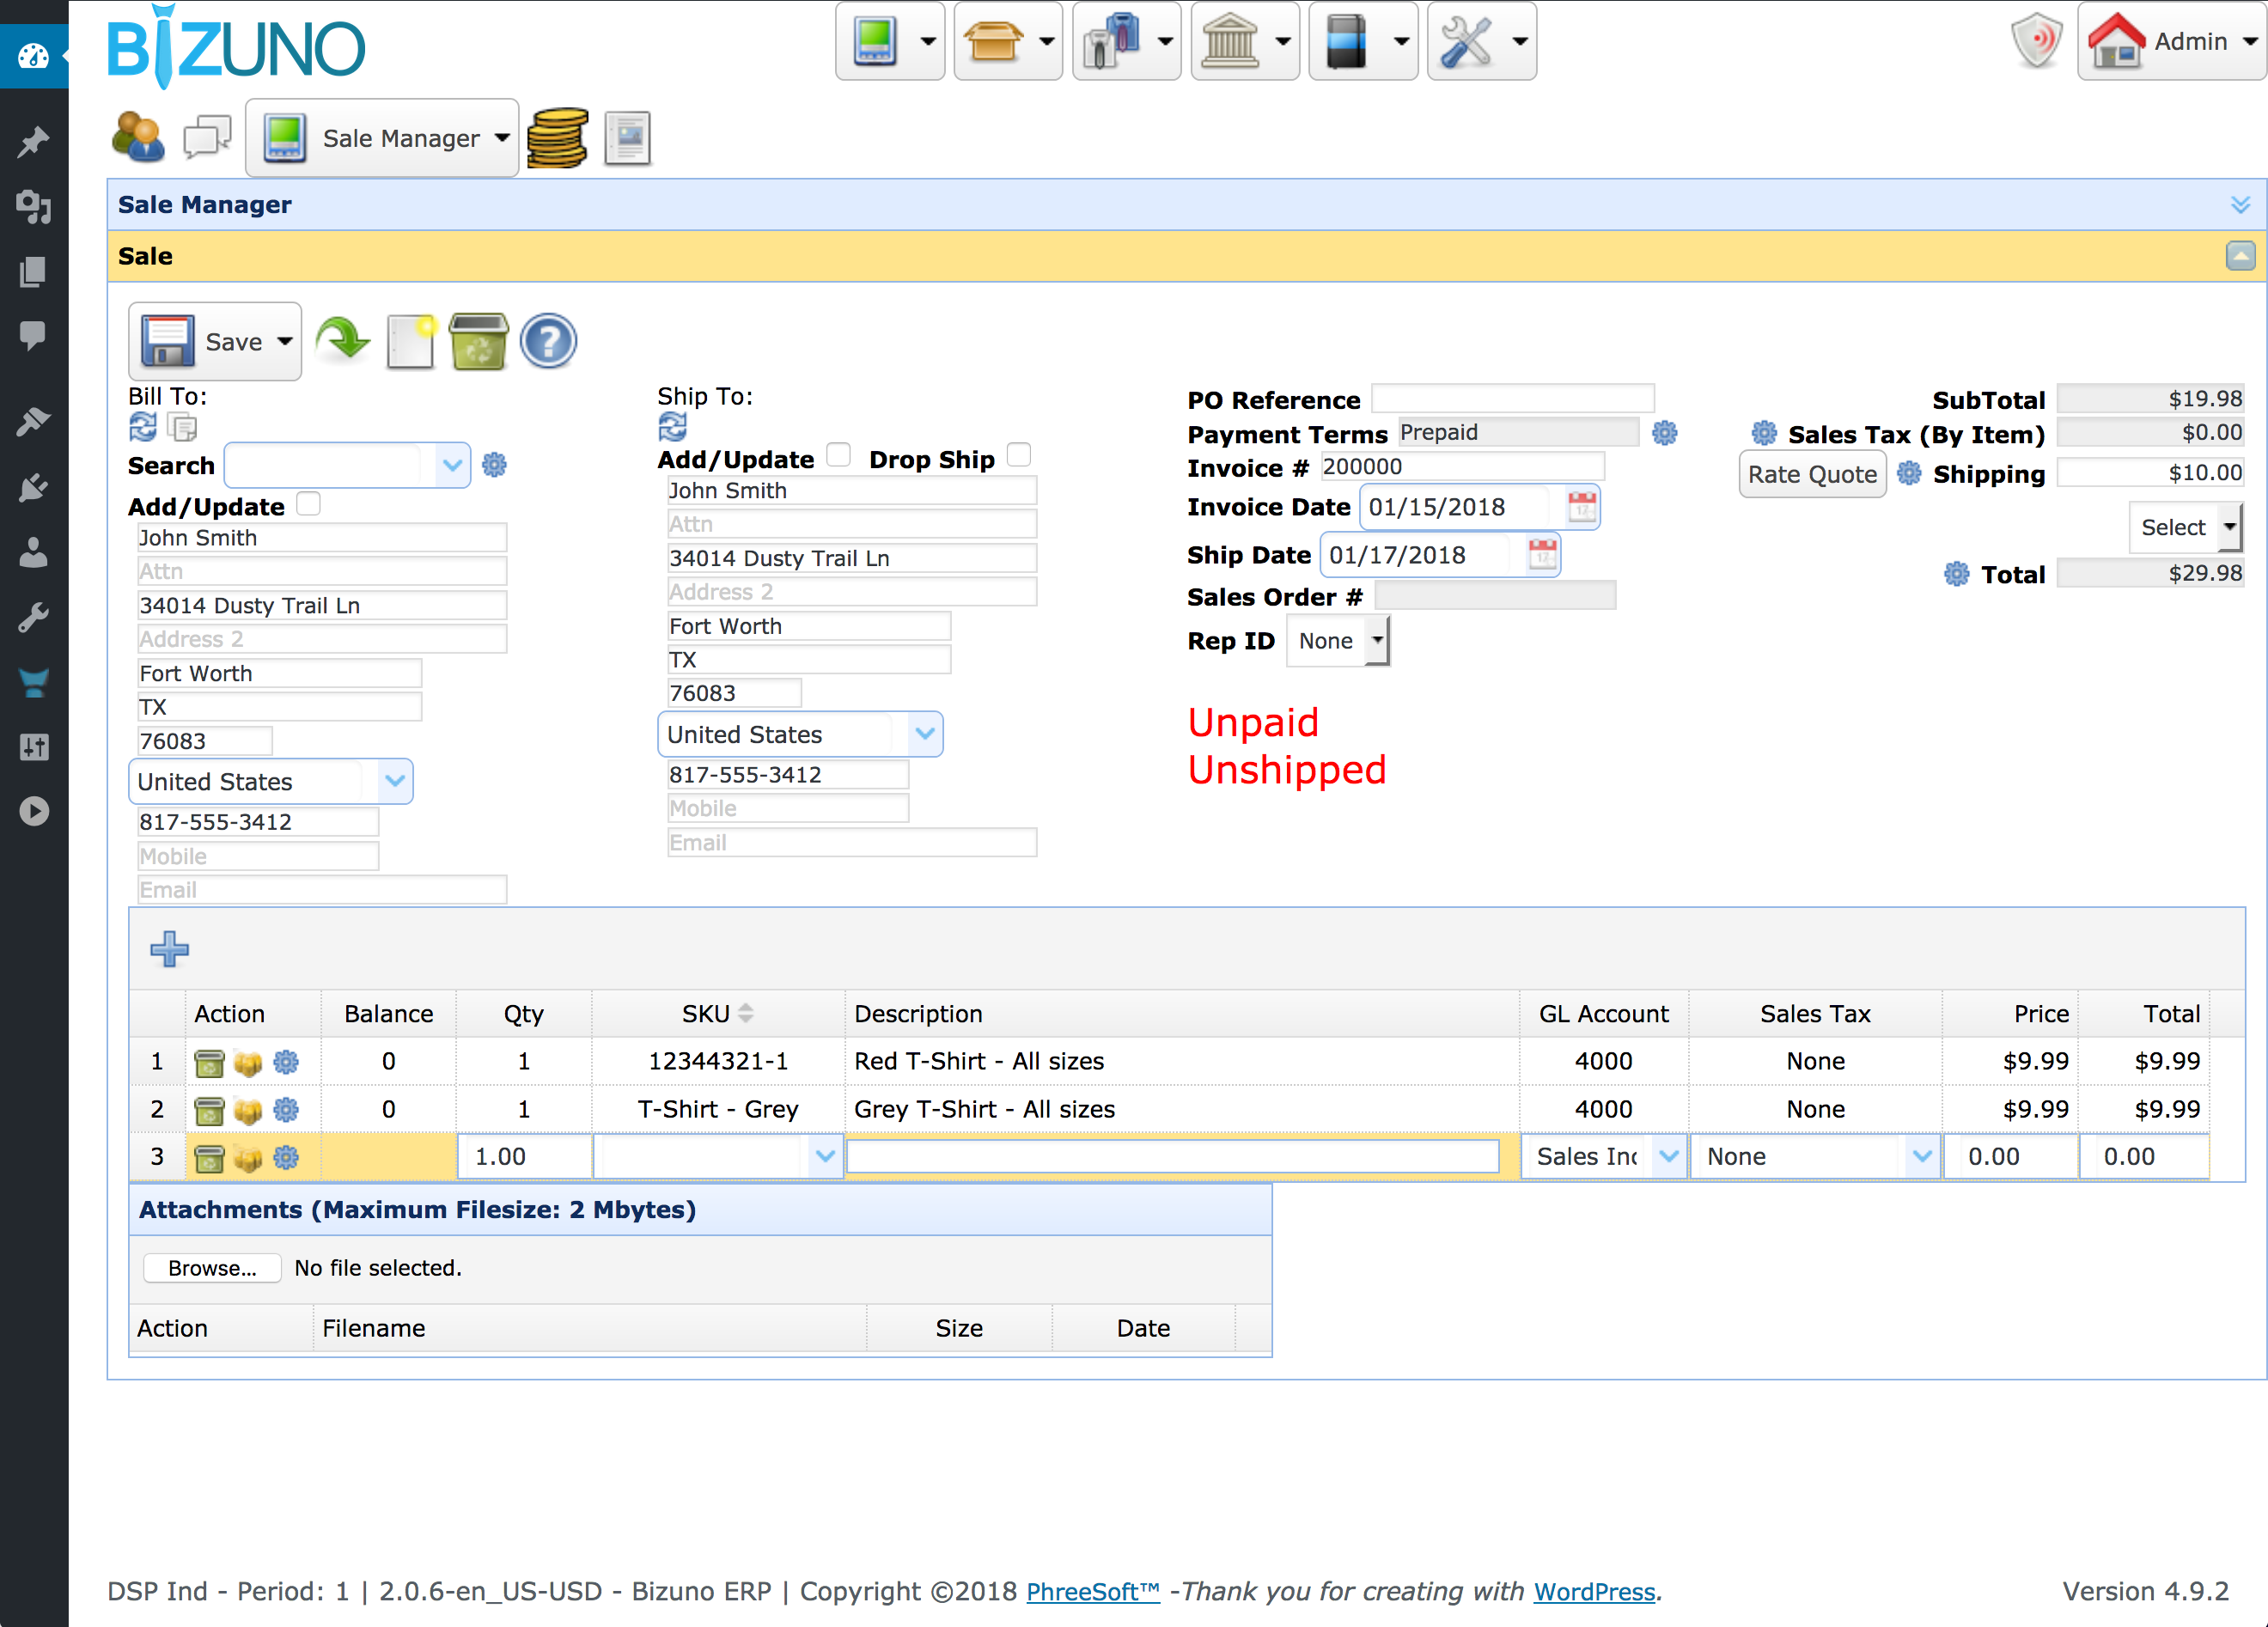 BIZUNO
Admin
Sale Manager
Sale Manager
Sale
Save
Bill To:
Search
Add/Update
John Smith
Attn
34014 Dusty Trail Ln
Address 2
Fort Worth
TX
76083
United States
817-555-3412
Mobile
Email
Ship To:
Add/Update Drop Ship
John Smith
Attn
34014 Dusty Trail Ln
Address 2
Fort Worth
TX
76083
United States
817-555-3412
Mobile
Email
PO Reference
Payment Terms Prepaid
Invoice # 200000
Invoice Date 01/15/2018
Ship Date 01/17/2018
Sales Order #
Rep ID None
Unpaid
Unshipped
SubTotal $19.98
Sales Tax (By Item) $0.00
Rate Quote Shipping $10.00
Select
Total $29.98
Action Balance Qty SKU Description GL Account Sales Tax Price Total
1 0 1 12344321-1 Red T-Shirt - All sizes 4000 None $9.99 $9.99
2 0 1 T-Shirt - Grey Grey T-Shirt - All sizes 4000 None $9.99 $9.99
3 1.00 Sales Inc None 0.00 0.00
Attachments (Maximum Filesize: 2 Mbytes)
Browse... No file selected.
Action Filename Size Date
DSP Ind - Period: 1 | 2.0.6-en_US-USD - Bizuno ERP | Copyright ©2018 PhreeSoft™ -Thank you for creating with WordPress. Version 4.9.2